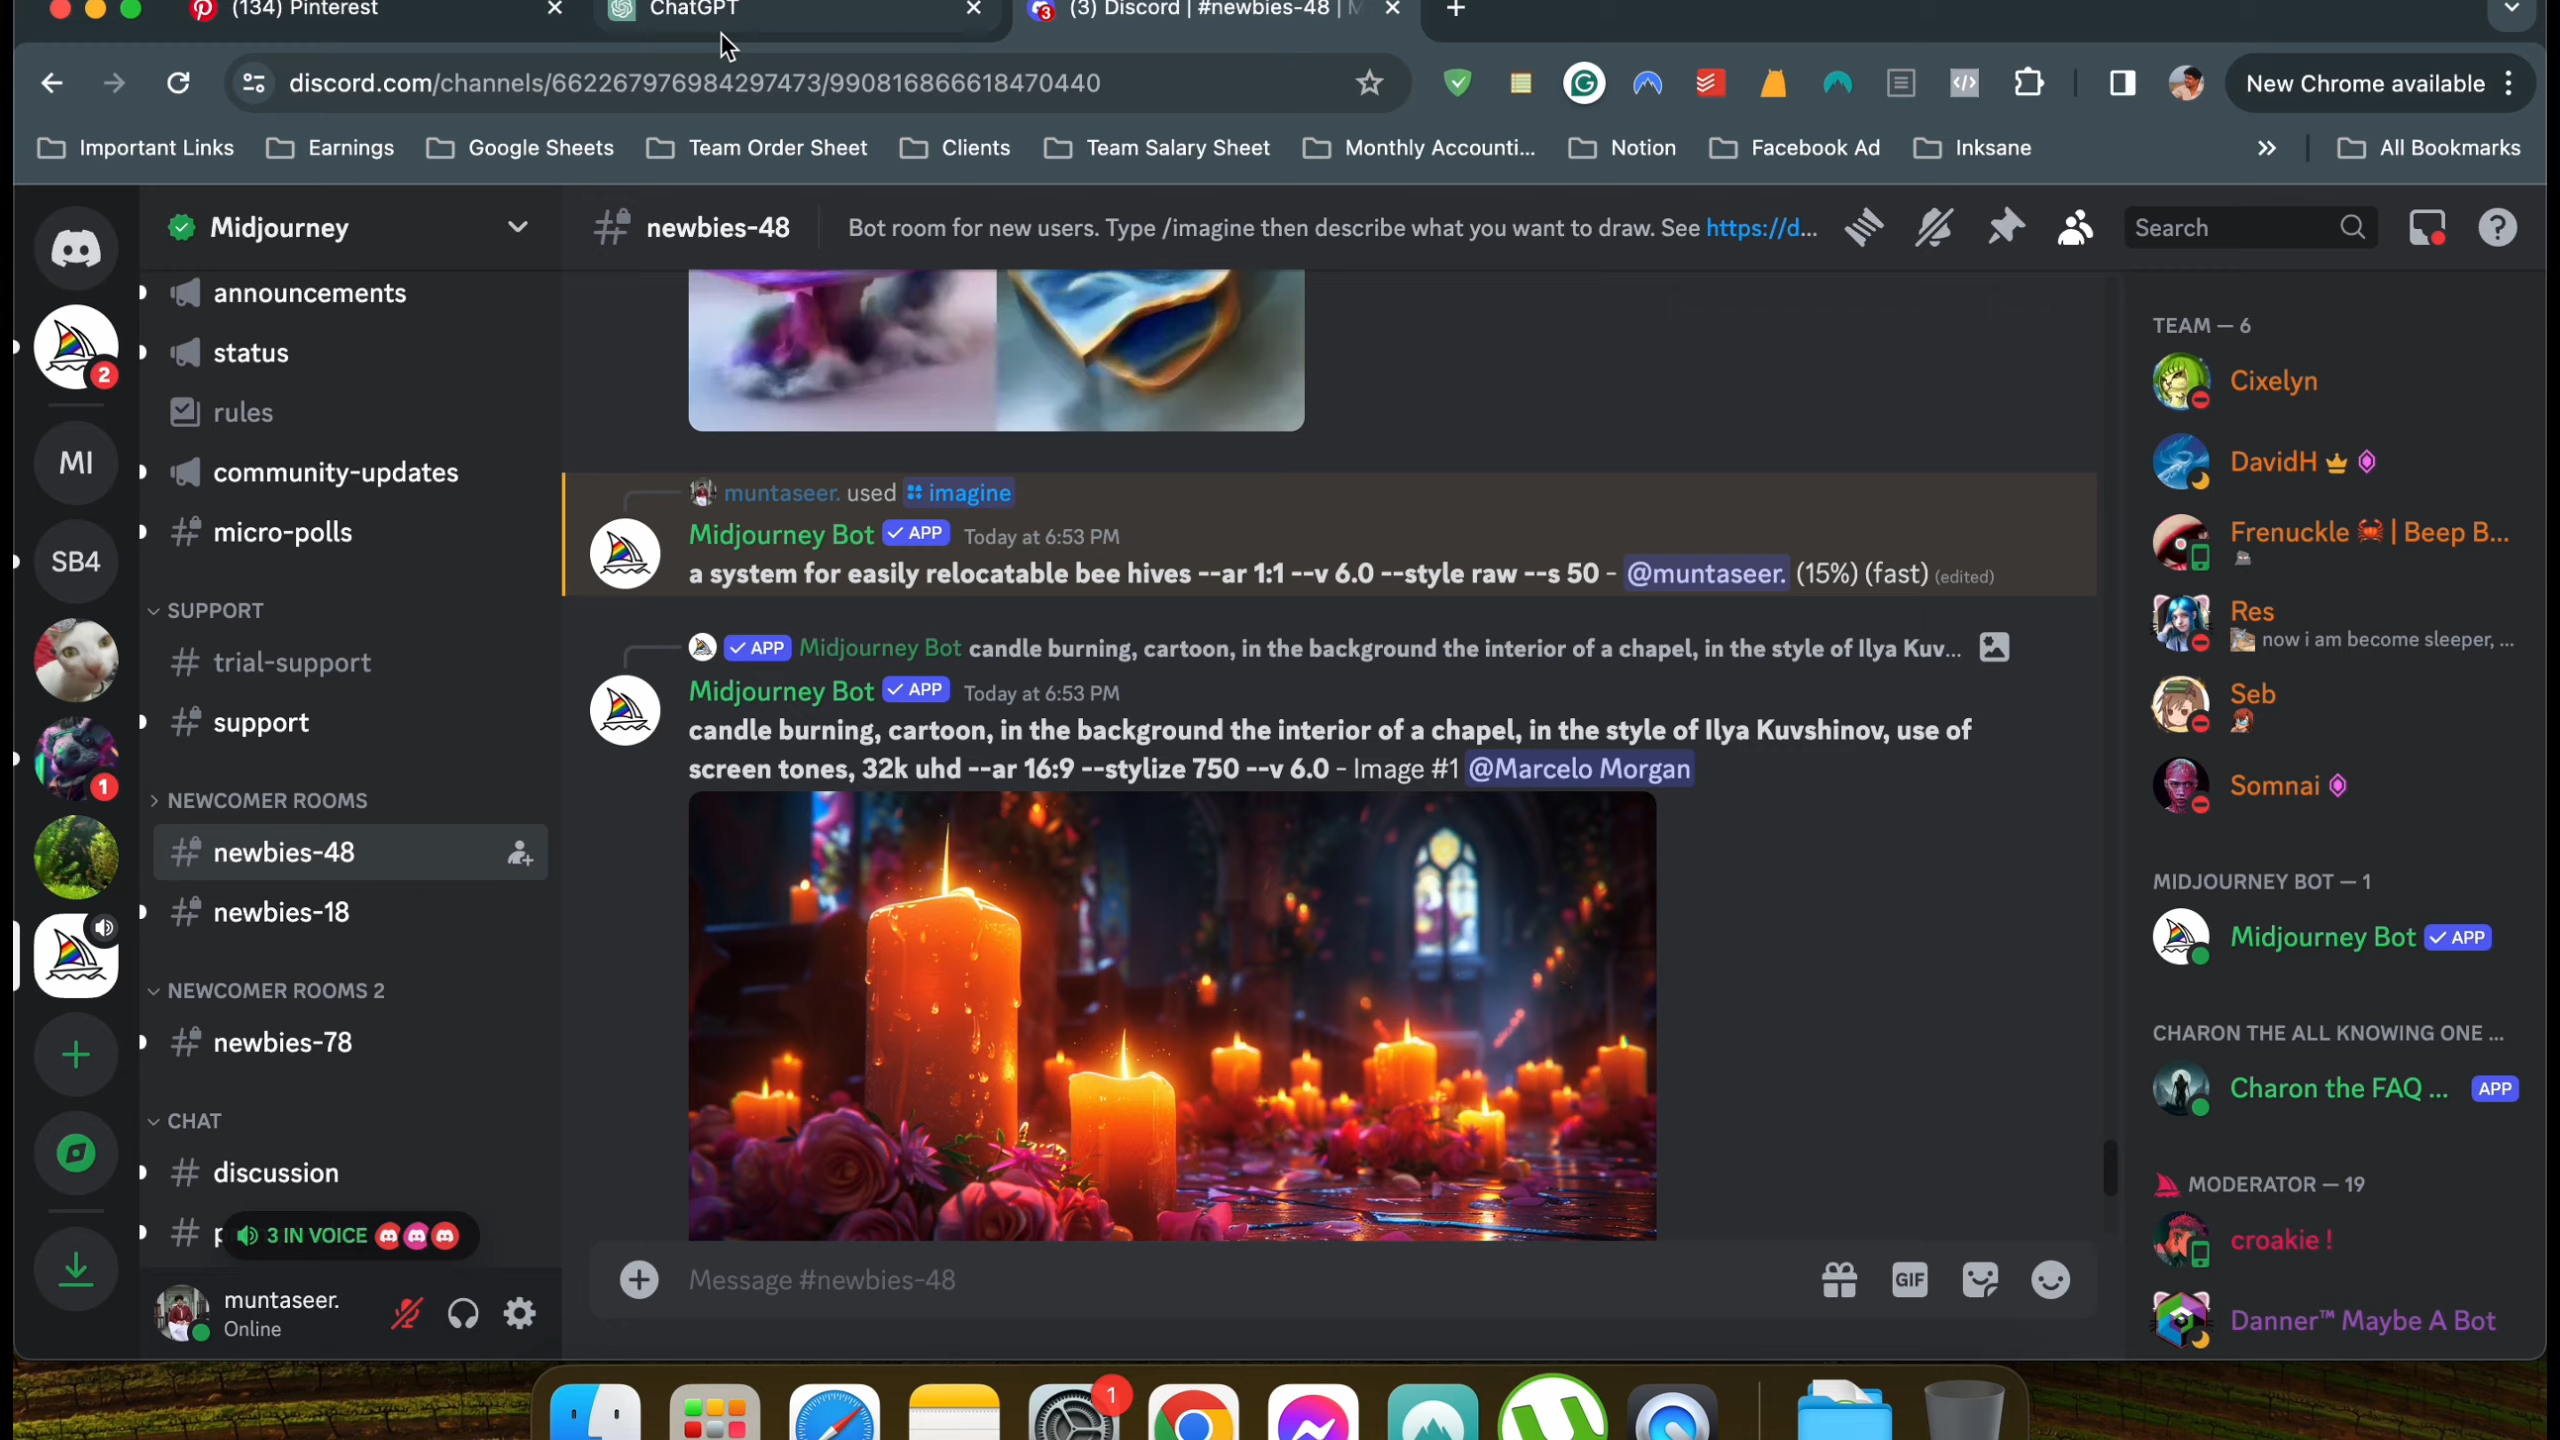 (134) Pinterest
ChatGPT
3
(3) Discord | #newbies-48 | M
discord.com/channels/662267976984297473/990816866618470440
New Chrome available
Important Links
Earnings
Google Sheets
Team Order Sheet
Clients
Team Salary Sheet
Monthly Accounti...
Notion
Facebook Ad
Inksane
All Bookmarks
Midjourney
newbies-48
Bot room for new users. Type /imagine then describe what you want to draw. See https://d...
Search
announcements
2
status
rules
MI
community-updates
SB4
micro-polls
SUPPORT
trial-support
support
1
NEWCOMER ROOMS
newbies-48
newbies-18
NEWCOMER ROOMS 2
newbies-78
CHAT
discussion
p
3 IN VOICE
muntaseer.
Online
muntaseer. used imagine
Midjourney Bot APP Today at 6:53 PM
a system for easily relocatable bee hives --ar 1:1 --v 6.0 --style raw --s 50 - @muntaseer. (15%) (fast) (edited)
APP Midjourney Bot candle burning, cartoon, in the background the interior of a chapel, in the style of Ilya Kuv...
Midjourney Bot APP Today at 6:53 PM
candle burning, cartoon, in the background the interior of a chapel, in the style of Ilya Kuvshinov, use of
screen tones, 32k uhd --ar 16:9 --stylize 750 --v 6.0 - Image #1 @Marcelo Morgan
Message #newbies-48
GIF
TEAM — 6
Cixelyn
DavidH
Frenuckle 🦀 | Beep B...
Res
now i am become sleeper, ...
Seb
Somnai
MIDJOURNEY BOT — 1
Midjourney Bot APP
CHARON THE ALL KNOWING ONE ...
Charon the FAQ ... APP
MODERATOR — 19
croakie !
Danner™ Maybe A Bot
1